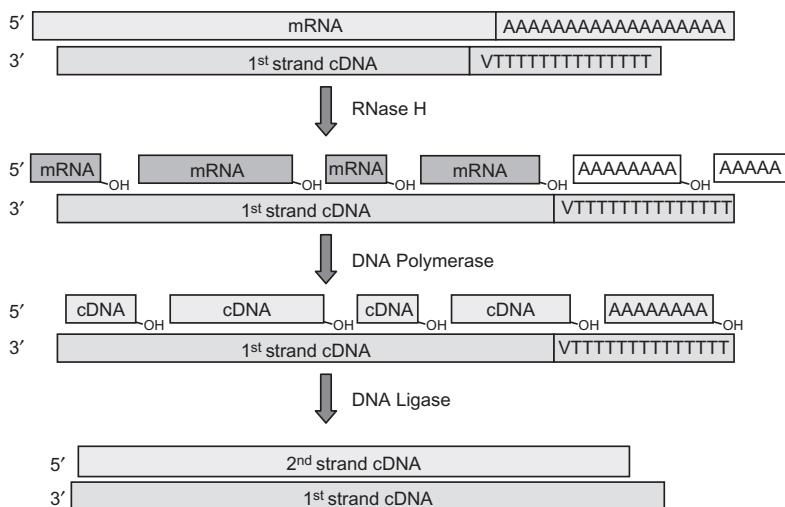 5′ mRNA AAAAAAAAAAAAAAAAAA
3′ 1st strand cDNA VTTTTTTTTTTTTTT
RNase H
5′ mRNA OH mRNA OH mRNA OH mRNA OH AAAAAAAA OH AAAAA
3′ 1st strand cDNA VTTTTTTTTTTTTTT
DNA Polymerase
5′ cDNA OH cDNA OH cDNA OH cDNA OH AAAAAAAA OH
3′ 1st strand cDNA VTTTTTTTTTTTTTT
DNA Ligase
5′ 2nd strand cDNA
3′ 1st strand cDNA